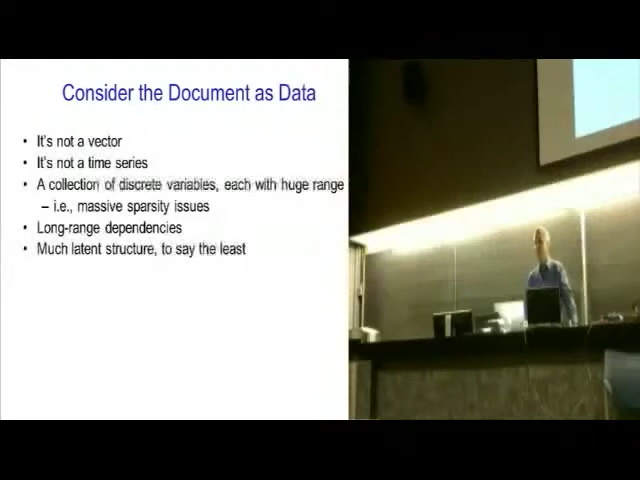 Consider the Document as Data
• It's not a vector
• It's not a time series
• A collection of discrete variables, each with huge range
– i.e., massive sparsity issues
• Long-range dependencies
• Much latent structure, to say the least